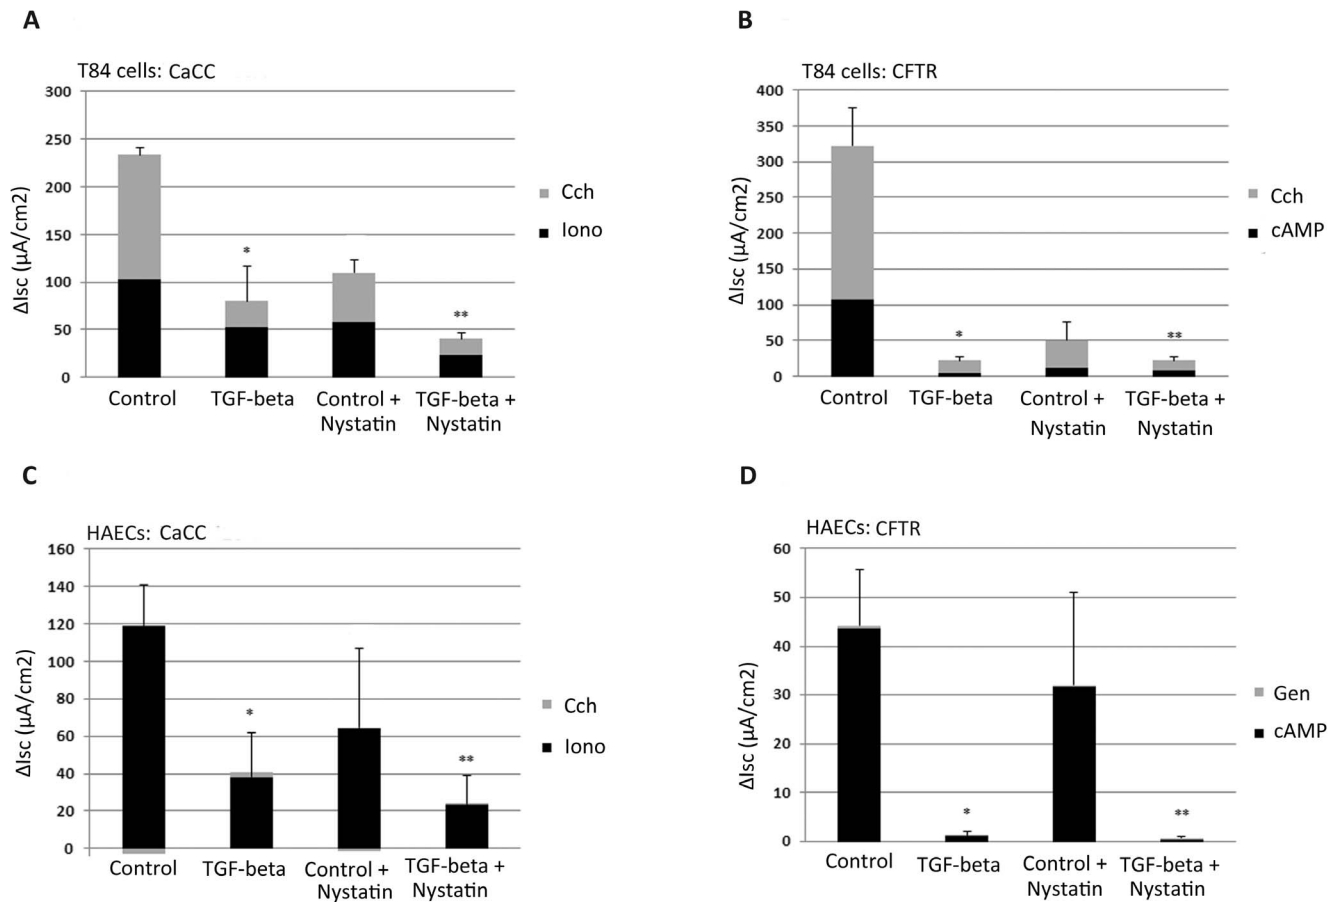 A
T84 cells: CaCC
300
250
200
150
100
50
0
ΔIsc (µA/cm2)
*
**
Cch
Iono
Control
TGF-beta
Control +
Nystatin
TGF-beta +
Nystatin
B
T84 cells: CFTR
400
350
300
250
200
150
100
50
0
ΔIsc (µA/cm2)
*
**
Cch
cAMP
Control
TGF-beta
Control +
Nystatin
TGF-beta +
Nystatin
C
HAECs: CaCC
160
140
120
100
80
60
40
20
0
ΔIsc (µA/cm2)
*
**
Cch
Iono
Control
TGF-beta
Control +
Nystatin
TGF-beta +
Nystatin
D
HAECs: CFTR
60
50
40
30
20
10
0
ΔIsc (µA/cm2)
*
**
Gen
cAMP
Control
TGF-beta
Control +
Nystatin
TGF-beta +
Nystatin